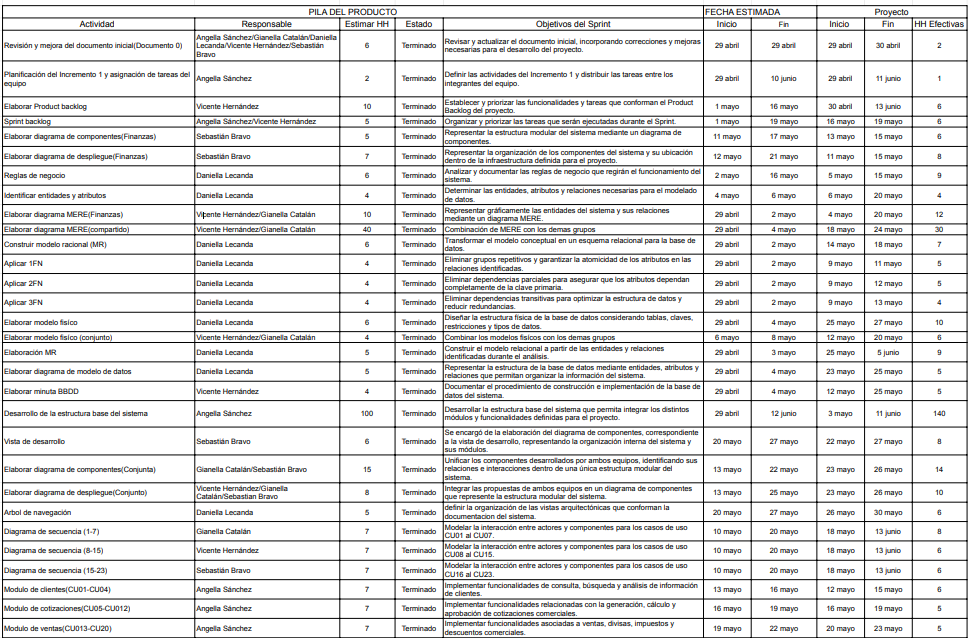 PILA DEL PRODUCTO FECHA ESTIMADA Proyecto
Actividad Responsable Estimar HH Estado Objetivos del Sprint Inicio Fin Inicio Fin HH Efectivas
Revisión y mejora del documento inicial(Documento 0) Angella Sánchez/Gianella Catalán/Daniella Lecanda/Vicente Hernández/Sebastián Bravo 6 Terminado Revisar y actualizar el documento inicial, incorporando correcciones y mejoras necesarias para el desarrollo del proyecto. 29 abril 29 abril 29 abril 30 abril 2
Planificación del Incremento 1 y asignación de tareas del equipo Angella Sánchez 2 Terminado Definir las actividades del Incremento 1 y distribuir las tareas entre los integrantes del equipo. 29 abril 10 junio 29 abril 11 junio 1
Elaborar Product backlog Vicente Hernández 10 Terminado Establecer y priorizar las funcionalidades y tareas que conforman el Product Backlog del proyecto. 1 mayo 16 mayo 30 abril 13 junio 6
Sprint backlog Angella Sánchez/Vicente Hernández 5 Terminado Organizar y priorizar las tareas que serán ejecutadas durante el Sprint. 1 mayo 19 mayo 16 mayo 19 mayo 6
Elaborar diagrama de componentes(Finanzas) Sebastián Bravo 5 Terminado Representar la estructura modular del sistema mediante un diagrama de componentes. 11 mayo 17 mayo 13 mayo 15 mayo 6
Elaborar diagrama de despliegue(Finanzas) Sebastián Bravo 7 Terminado Representar la organización de los componentes del sistema y su ubicación dentro de la infraestructura definida para el proyecto. 12 mayo 21 mayo 11 mayo 15 mayo 8
Reglas de negocio Daniella Lecanda 6 Terminado Analizar y documentar las reglas de negocio que regirán el funcionamiento del sistema. 2 mayo 16 mayo 5 mayo 15 mayo 9
Identificar entidades y atributos Daniella Lecanda 4 Terminado Determinar las entidades, atributos y relaciones necesarias para el modelado de datos. 4 mayo 6 mayo 6 mayo 20 mayo 4
Elaborar diagrama MERE(Finanzas) Vicente Hernández/Gianella Catalán 10 Terminado Representar gráficamente las entidades del sistema y sus relaciones mediante un diagrama MERE. 29 abril 2 mayo 4 mayo 20 mayo 12
Elaborar diagrama MERE(compartido) Vicente Hernández/Gianella Catalán 40 Terminado Combinación de MERE con los demas grupos 29 abril 4 mayo 18 mayo 24 mayo 30
Construir modelo racional (MR) Daniella Lecanda 6 Terminado Transformar el modelo conceptual en un esquema relacional para la base de datos. 29 abril 2 mayo 14 mayo 18 mayo 7
Aplicar 1FN Daniella Lecanda 4 Terminado Eliminar grupos repetitivos y garantizar la atomicidad de los atributos en las relaciones identificadas. 29 abril 2 mayo 9 mayo 11 mayo 5
Aplicar 2FN Daniella Lecanda 4 Terminado Eliminar dependencias parciales para asegurar que los atributos dependan completamente de la clave primaria. 29 abril 2 mayo 9 mayo 12 mayo 5
Aplicar 3FN Daniella Lecanda 4 Terminado Eliminar dependencias transitivas para optimizar la estructura de datos y reducir redundancias. 29 abril 2 mayo 9 mayo 13 mayo 4
Elaborar modelo fisico Daniella Lecanda 6 Terminado Diseñar la estructura física de la base de datos considerando tablas, claves, restricciones y tipos de datos. 29 abril 4 mayo 25 mayo 27 mayo 10
Elaborar modelo fisico (conjunto) Vicente Hernández/Gianella Catalán 4 Terminado Combinar los modelos fisicos con los demas grupos 6 mayo 8 mayo 12 mayo 20 mayo 6
Elaboración MR Daniella Lecanda 5 Terminado Construir el modelo relacional a partir de las entidades y relaciones identificadas durante el análisis. 29 abril 3 mayo 25 mayo 5 junio 9
Elaborar diagrama de modelo de datos Daniella Lecanda 5 Terminado Representar la estructura de la base de datos mediante entidades, atributos y relaciones que permitan organizar la información del sistema. 29 abril 4 mayo 23 mayo 25 mayo 5
Elaborar minuta BBDD Vicente Hernández 4 Terminado Documentar el procedimiento de construcción e implementación de la base de datos del sistema. 29 abril 4 mayo 12 mayo 25 mayo 5
Desarrollo de la estructura base del sistema Angella Sánchez 100 Terminado Desarrollar la estructura base del sistema que permita integrar los distintos módulos y funcionalidades definidas para el proyecto. 29 abril 12 junio 3 mayo 11 junio 140
Vista de desarrollo Sebastián Bravo 6 Terminado Se encargó de la elaboración del diagrama de componentes, correspondiente a la vista de desarrollo, representando la organización interna del sistema y sus módulos. 20 mayo 27 mayo 22 mayo 27 mayo 8
Elaborar diagrama de componentes(Conjunta) Gianella Catalán/Sebastián Bravo 15 Terminado Unificar los componentes desarrollados por ambos equipos, identificando sus relaciones e interacciones dentro de una única estructura modular del sistema. 13 mayo 22 mayo 23 mayo 26 mayo 14
Elaborar diagrama de despliegue(Conjunto) Vicente Hernández/Gianella Catalán/Sebastian Bravo 8 Terminado Integrar las propuestas de ambos equipos en un diagrama de componentes que represente la estructura modular del sistema. 13 mayo 25 mayo 23 mayo 26 mayo 10
Arbol de navegación Daniella Lecanda 5 Terminado definir la organización de las vistas arquitectónicas que conforman la documentacion del sistema. 20 mayo 27 mayo 26 mayo 30 mayo 6
Diagrama de secuencia (1-7) Gianella Catalán 7 Terminado Modelar la interacción entre actores y componentes para los casos de uso CU01 al CU07. 10 mayo 20 mayo 18 mayo 13 junio 8
Diagrama de secuencia (8-15) Vicente Hernández 7 Terminado Modelar la interacción entre actores y componentes para los casos de uso CU08 al CU15. 10 mayo 20 mayo 18 mayo 13 junio 6
Diagrama de secuencia (15-23) Sebastián Bravo 7 Terminado Modelar la interacción entre actores y componentes para los casos de uso CU16 al CU23. 10 mayo 20 mayo 18 mayo 13 junio 6
Modulo de clientes(CU01-CU04) Angella Sánchez 7 Terminado Implementar funcionalidades de consulta, búsqueda y análisis de información de clientes. 13 mayo 16 mayo 12 mayo 15 mayo 6
Modulo de cotizaciones(CU05-CU012) Angella Sánchez 7 Terminado Implementar funcionalidades relacionadas con la generación, cálculo y aprobación de cotizaciones comerciales. 16 mayo 19 mayo 16 mayo 19 mayo 5
Modulo de ventas(CU013-CU20) Angella Sánchez 7 Terminado Implementar funcionalidades asociadas a ventas, divisas, impuestos y descuentos comerciales. 19 mayo 22 mayo 20 mayo 23 mayo 5